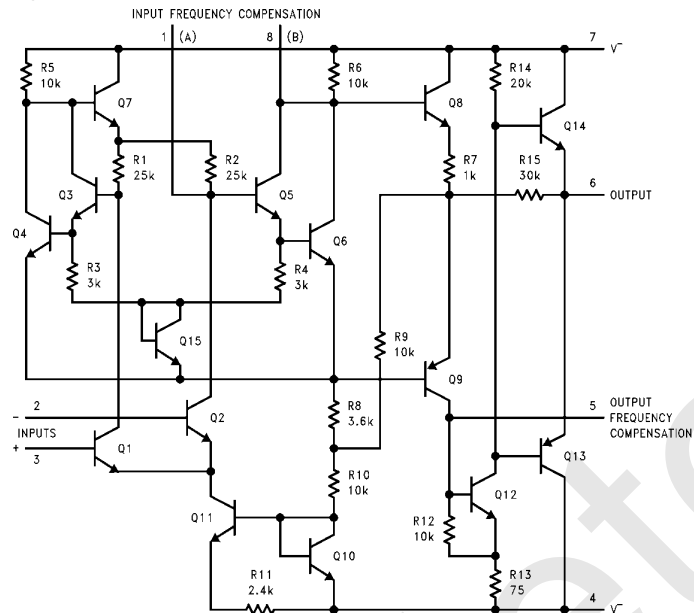 INPUT FREQUENCY COMPENSATION
1 (A) 8 (B)
7 V-
R5 10k
Q7
R6 10k
Q8
R14 20k
Q14
R1 25k
R2 25k
R7 1k
R15 30k
6 OUTPUT
Q3
Q5
Q4
Q6
R3 3k
R4 3k
Q15
R9 10k
Q9
5 OUTPUT FREQUENCY COMPENSATION
- 2
INPUTS
+ 3
Q1
Q2
R8 3.6k
R10 10k
Q13
Q12
Q11
R12 10k
Q10
R11 2.4k
R13 75
4 V-